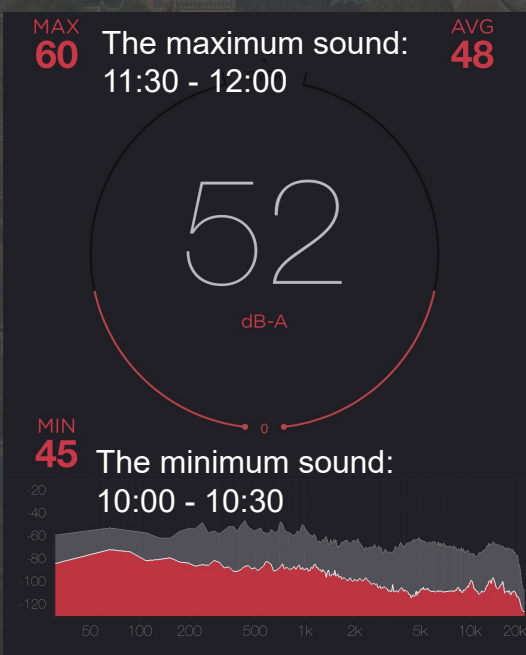 MAX
60
The maximum sound:
11:30 - 12:00
AVG
48
52
dB-A
0
MIN
45
The minimum sound:
10:00 - 10:30
-20
-40
-60
-80
-100
-120
50 100 200 500 1k 2k 5k 10k 20k